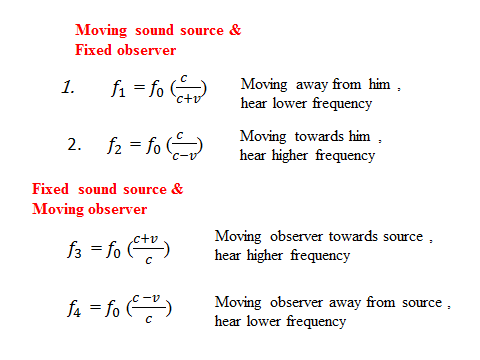 Moving sound source &
Fixed observer
1. f₁ = f₀ (c/(c+v)) Moving away from him ,
hear lower frequency
2. f₂ = f₀ (c/(c−v)) Moving towards him ,
hear higher frequency
Fixed sound source &
Moving observer
f₃ = f₀ ((c+v)/c) Moving observer towards source ,
hear higher frequency
f₄ = f₀ ((c−v)/c) Moving observer away from source ,
hear lower frequency